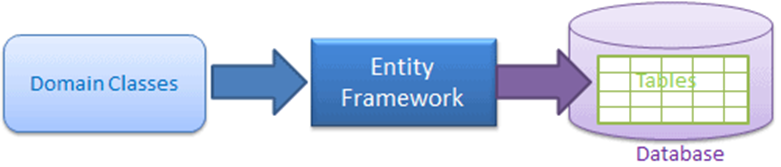 Domain Classes
Entity
Framework
Tables
Database